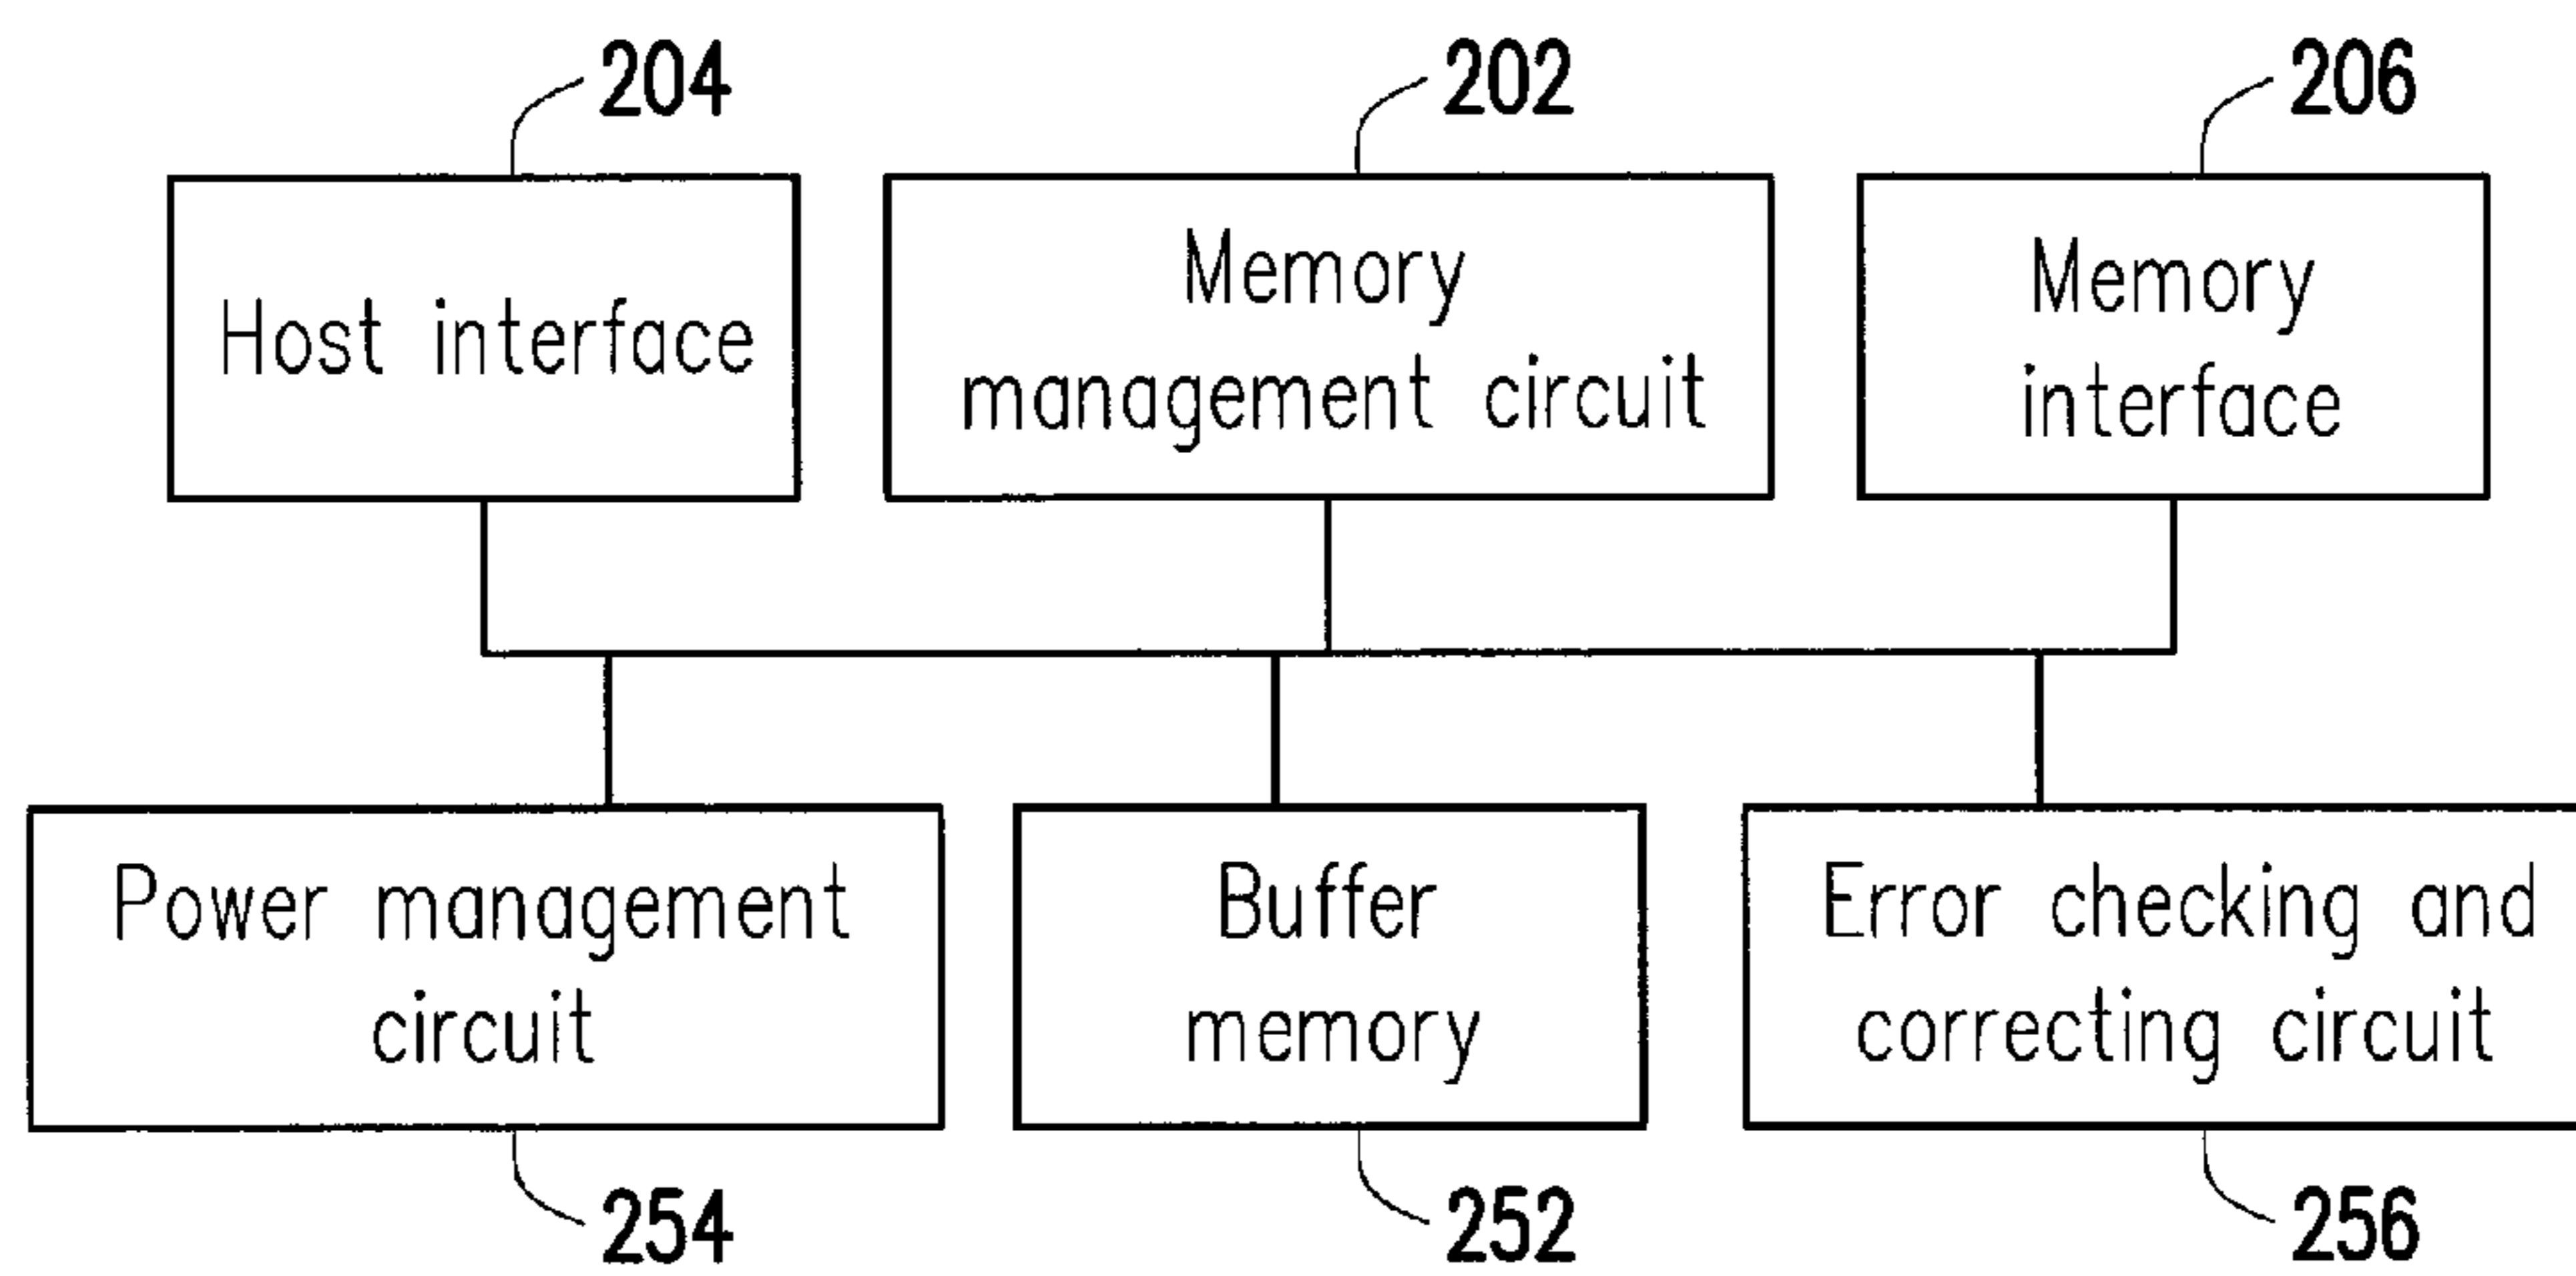 204
202
206
Host interface
Memory
management circuit
Memory
interface
Power management
circuit
Buffer
memory
Error checking and
correcting circuit
254
252
256